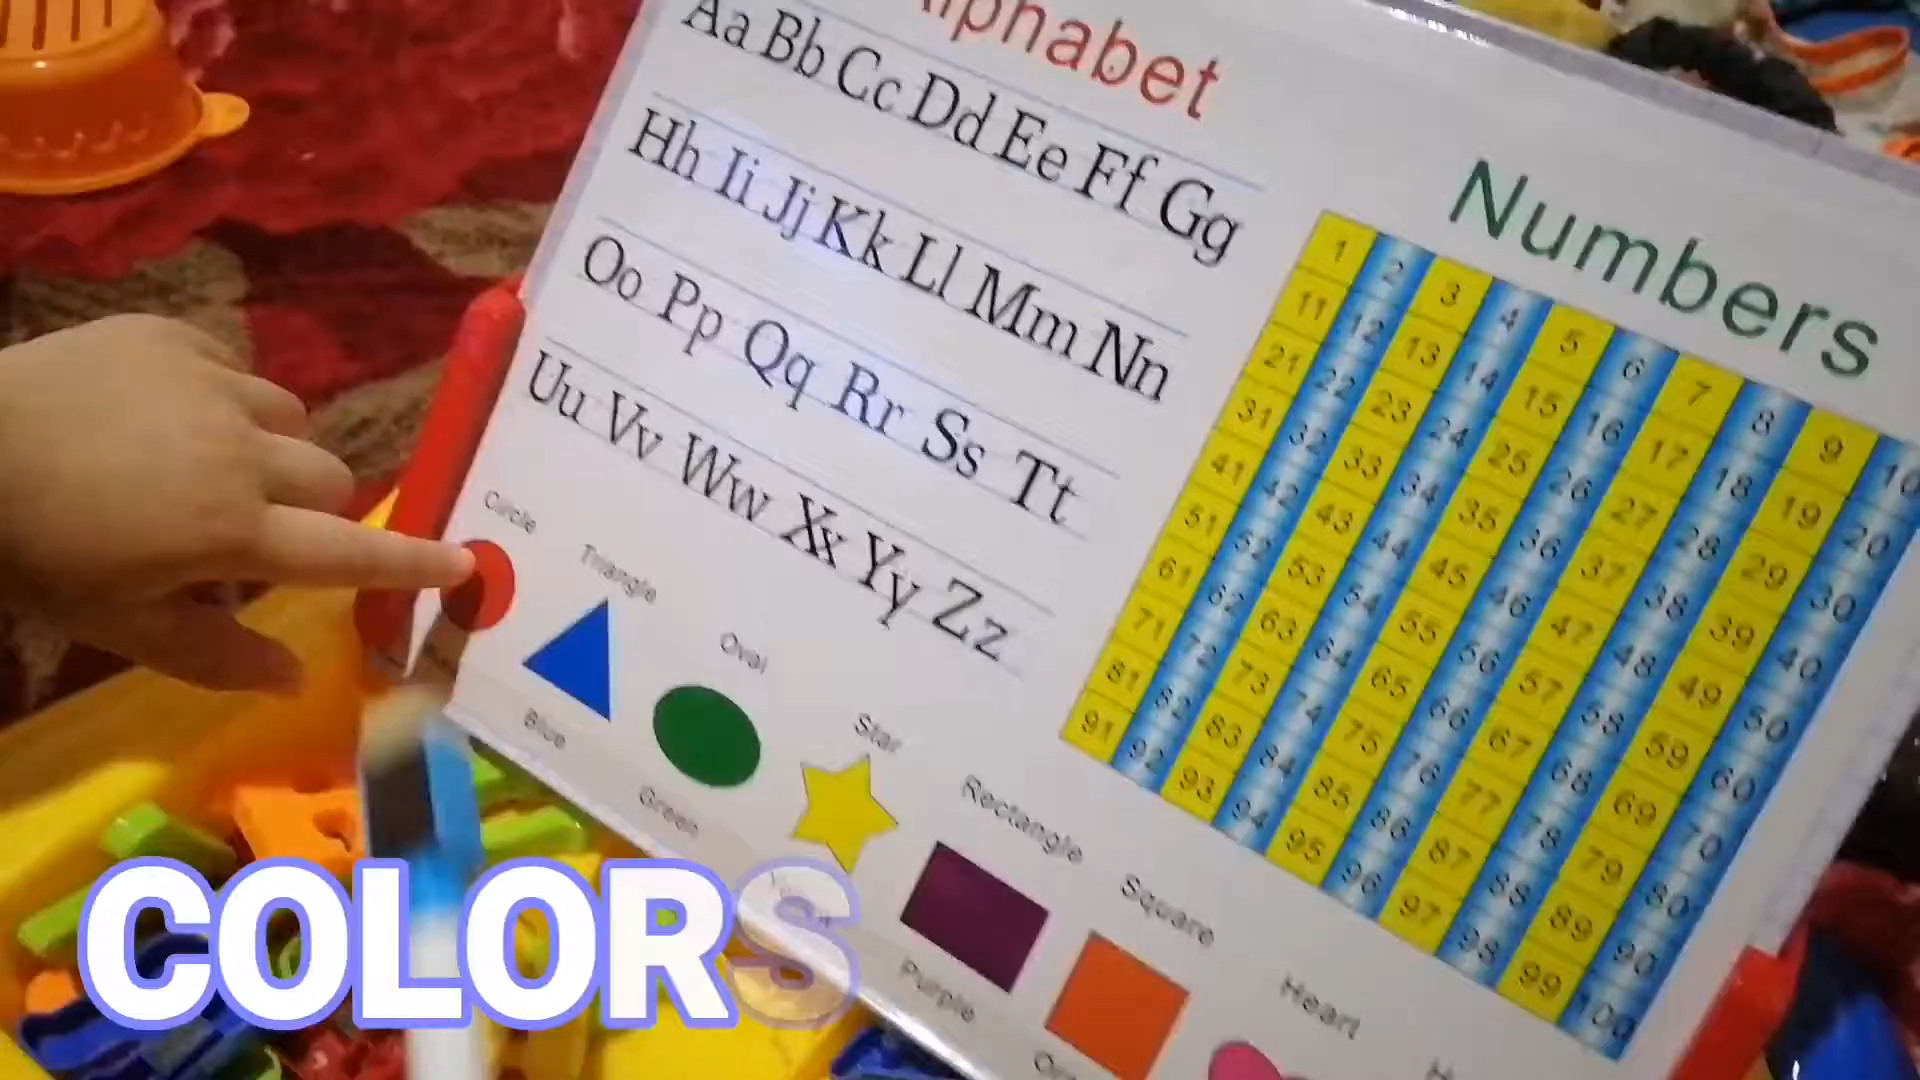 Alphabet
Aa Bb Cc Dd Ee Ff Gg
Hh Ii Jj Kk Ll Mm Nn
Oo Pp Qq Rr Ss Tt
Uu Vv Ww Xx Yy Zz
Numbers
1 2 3 4 5 6 7 8 9 10
11 12 13 14 15 16 17 18 19 20
21 22 23 24 25 26 27 28 29 30
31 32 33 34 35 36 37 38 39 40
41 42 43 44 45 46 47 48 49 50
51 52 53 54 55 56 57 58 59 60
61 62 63 64 65 66 67 68 69 70
71 72 73 74 75 76 77 78 79 80
81 82 83 84 85 86 87 88 89 90
91 92 93 94 95 96 97 98 99 100
Circle Triangle Oval Star Rectangle Square Heart
Blue Green Purple
COLORS